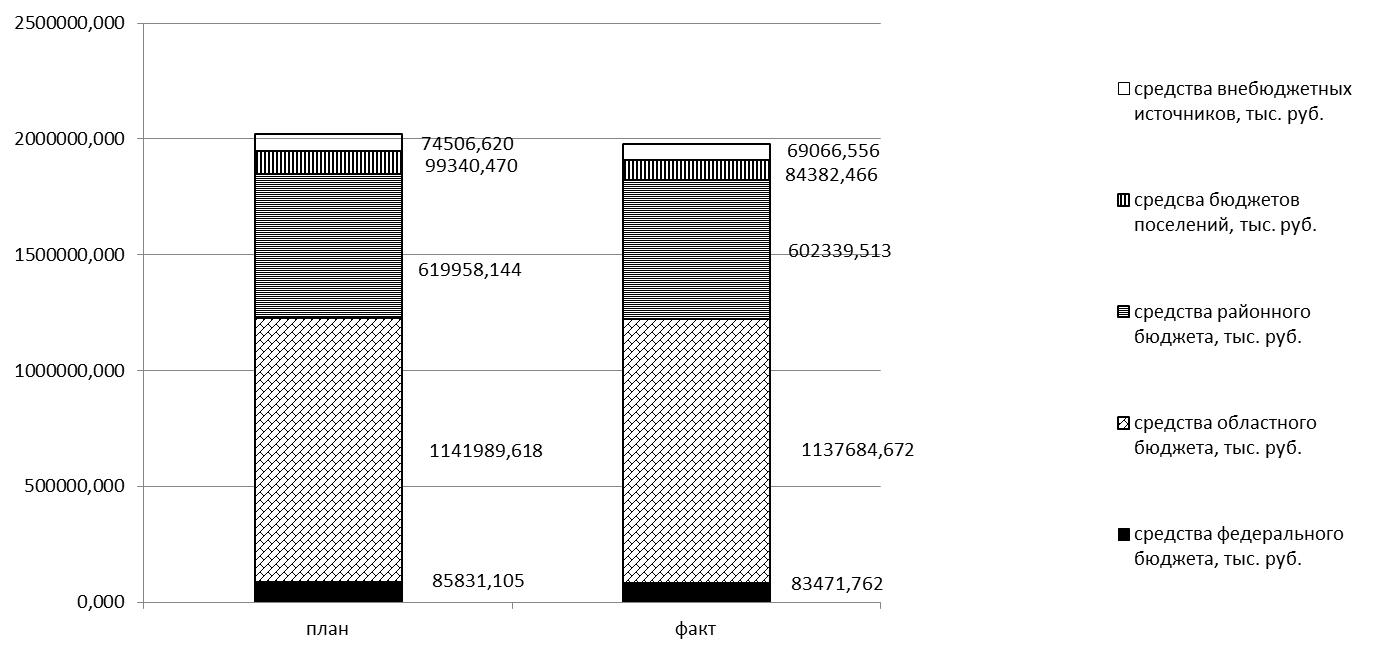 2500000,000
2000000,000
1500000,000
1000000,000
500000,000
0,000
74506,620
99340,470
619958,144
1141989,618
85831,105
69066,556
84382,466
602339,513
1137684,672
83471,762
план
факт
средства внебюджетных
источников, тыс. руб.
средсва бюджетов
поселений, тыс. руб.
средства районного
бюджета, тыс. руб.
средства областного
бюджета, тыс. руб.
средства федерального
бюджета, тыс. руб.